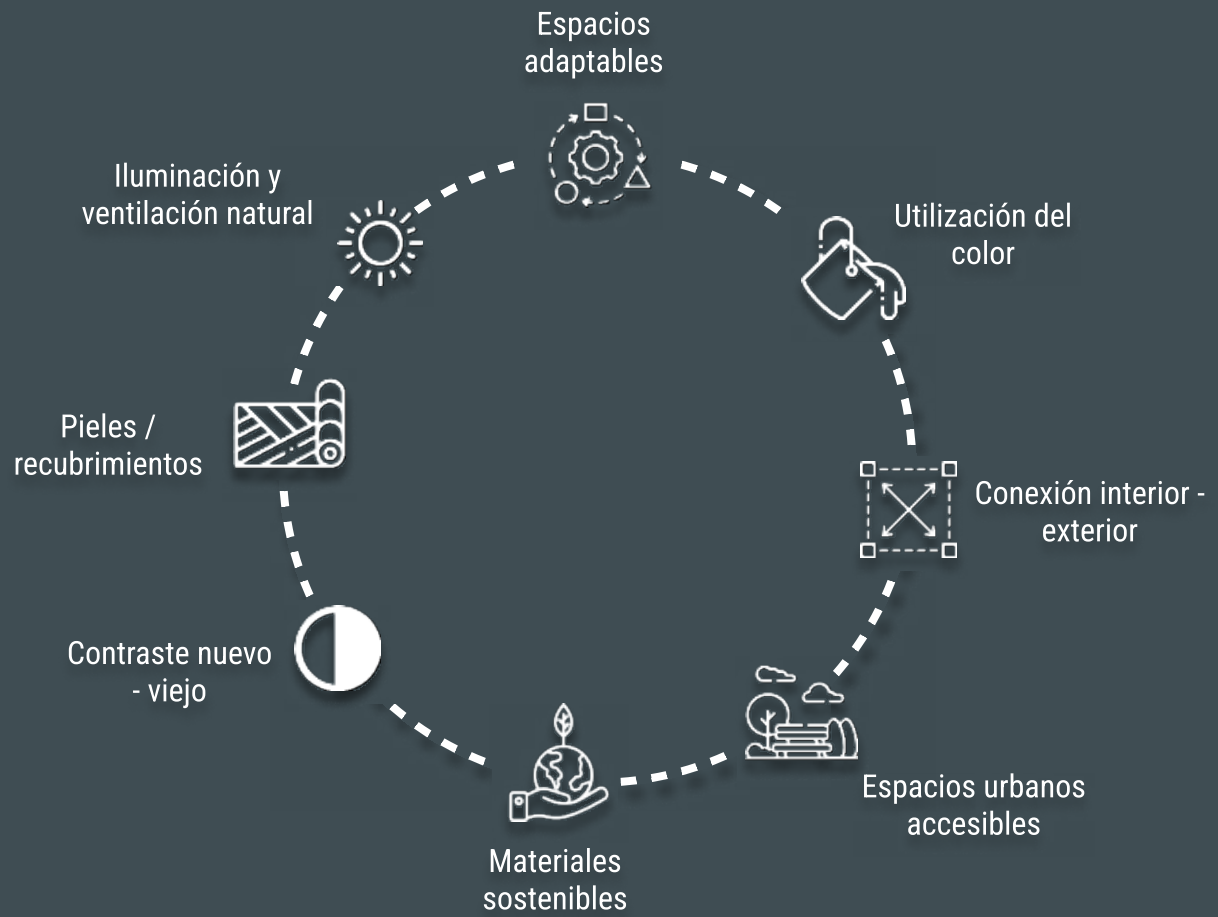 Espacios
adaptables
Utilización del
color
Conexión interior -
exterior
Espacios urbanos
accesibles
Materiales
sostenibles
Contraste nuevo
- viejo
Pieles /
recubrimientos
Iluminación y
ventilación natural